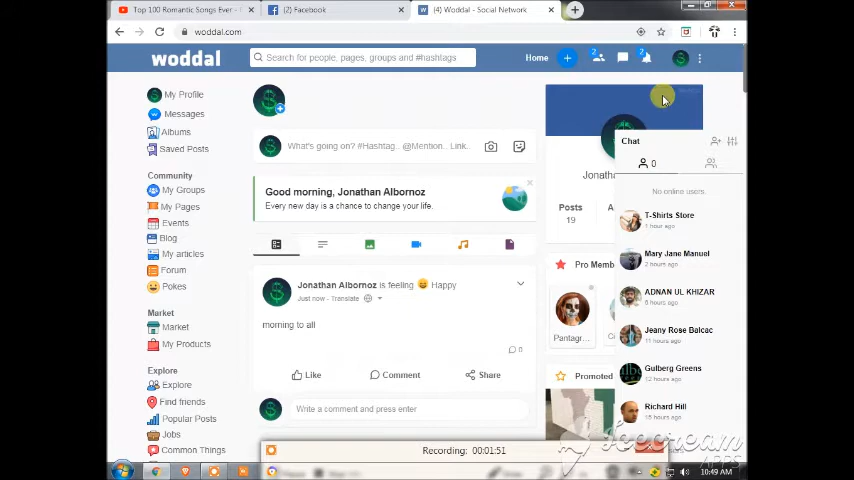 Top 100 Romantic Songs Ever -
(2) Facebook
(4) Woddal - Social Network
woddal.com
woddal
Search for people, pages, groups and #hashtags
Home
2
2
My Profile
Messages
Albums
Saved Posts
Community
My Groups
My Pages
Events
Blog
My articles
Forum
Pokes
Market
Market
My Products
Explore
Explore
Find friends
Popular Posts
Jobs
Common Things
What's going on? #Hashtag.. @Mention.. Link..
Good morning, Jonathan Albornoz
Every new day is a chance to change your life.
Jonathan Albornoz is feeling 😀 Happy
Just now - Translate
morning to all
0
Like
Comment
Share
Write a comment and press enter
Posts
19
Pro Memb
Pantagr
Promoted
Chat
0
No online users.
T-Shirts Store
1 hour ago
Mary Jane Manuel
2 hours ago
ADNAN UL KHIZAR
Jeany Rose Balcac
11 hours ago
Gulberg Greens
12 hours ago
Richard Hill
Recording: 00:01:51
Icecream
APPS
10:49 AM